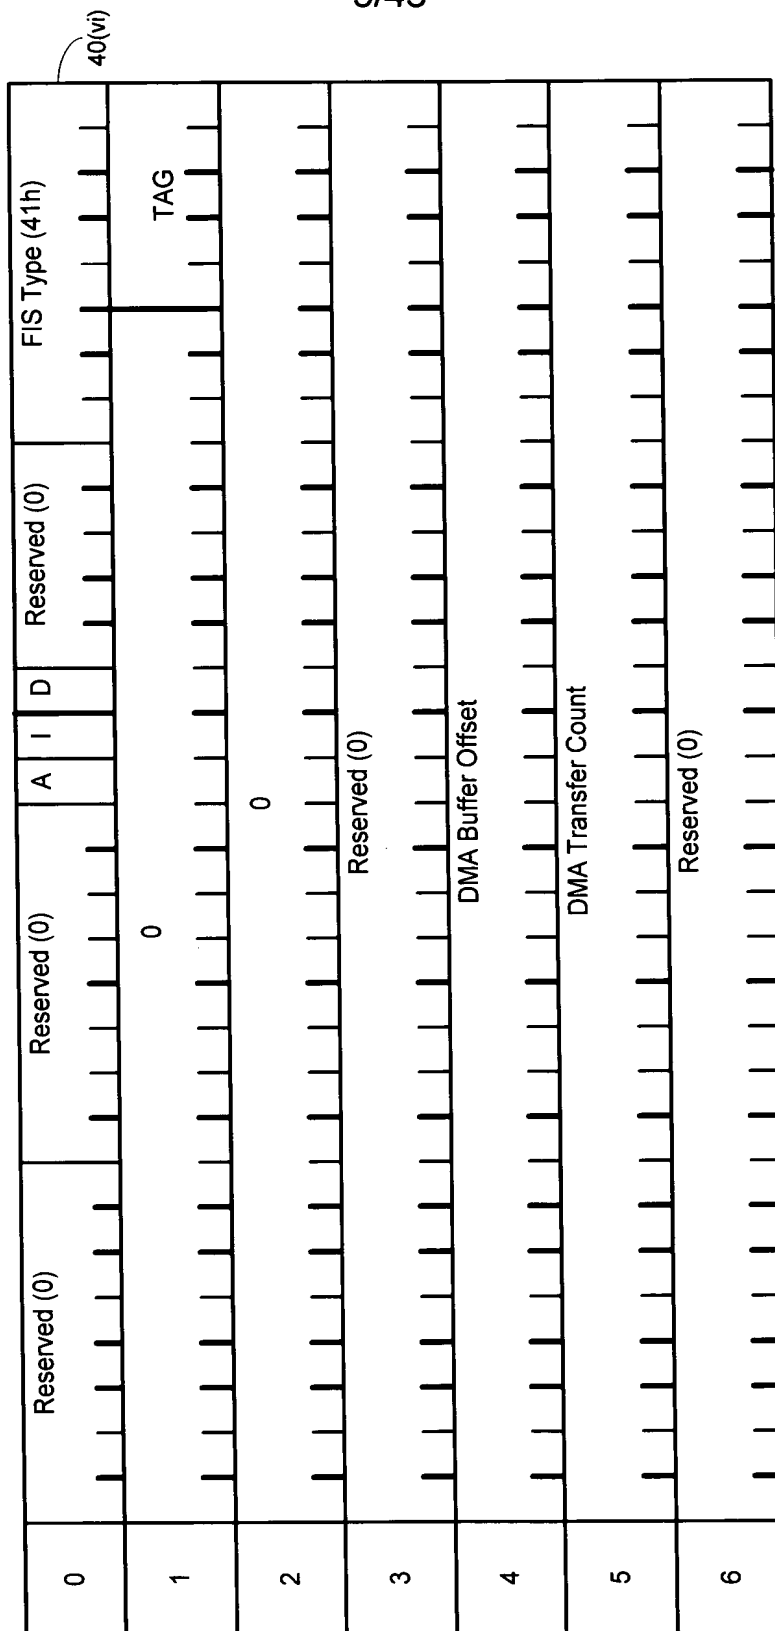 40(vi)
0 Reserved (0) Reserved (0) A I D Reserved (0) FIS Type (41h)
1 0 TAG
2 0
3 Reserved (0)
4 DMA Buffer Offset
5 DMA Transfer Count
6 Reserved (0)